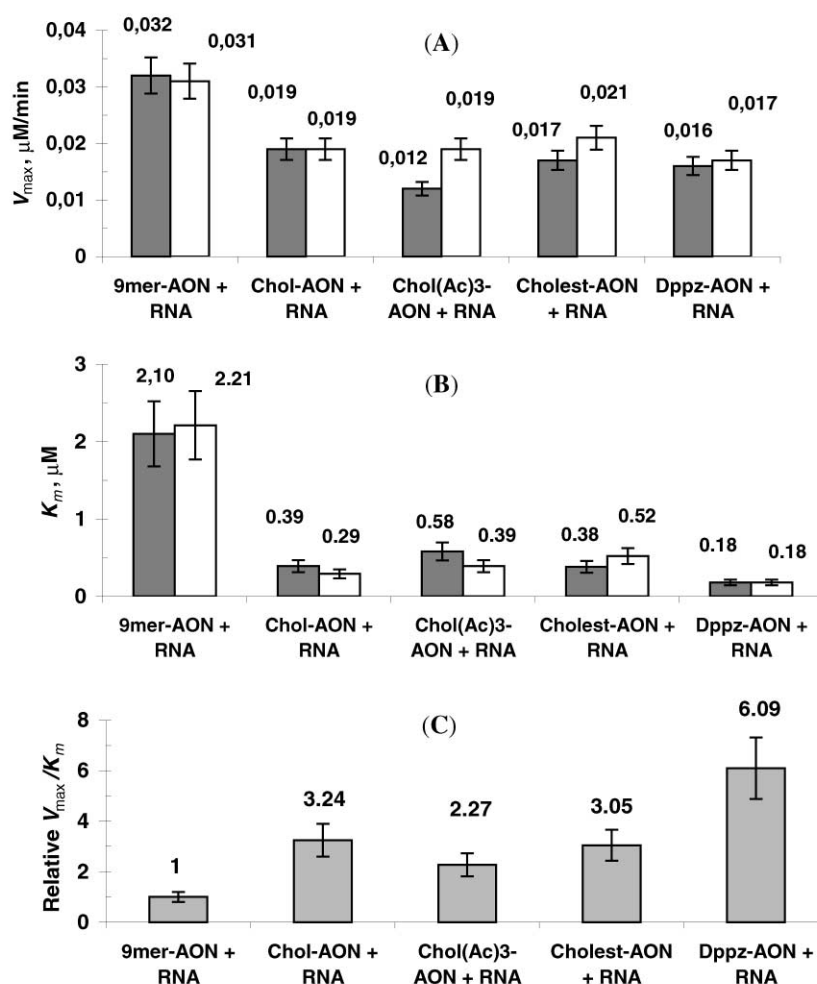 (A)
Vmax, μM/min
0,04
0,03
0,02
0,01
0
0,032
0,031
0,019
0,019
0,012
0,019
0,017
0,021
0,016
0,017
9mer-AON +
RNA
Chol-AON +
RNA
Chol(Ac)3-
AON + RNA
Cholest-AON
+ RNA
Dppz-AON +
RNA
(B)
Km, μM
3
2
1
0
2,10
2.21
0.39
0.29
0.58
0.39
0.38
0.52
0.18
0.18
9mer-AON +
RNA
Chol-AON +
RNA
Chol(Ac)3-
AON + RNA
Cholest-AON +
RNA
Dppz-AON +
RNA
(C)
Relative Vmax/Km
8
6
4
2
0
1
3.24
2.27
3.05
6.09
9mer-AON +
RNA
Chol-AON +
RNA
Chol(Ac)3-
AON + RNA
Cholest-AON
+ RNA
Dppz-AON +
RNA